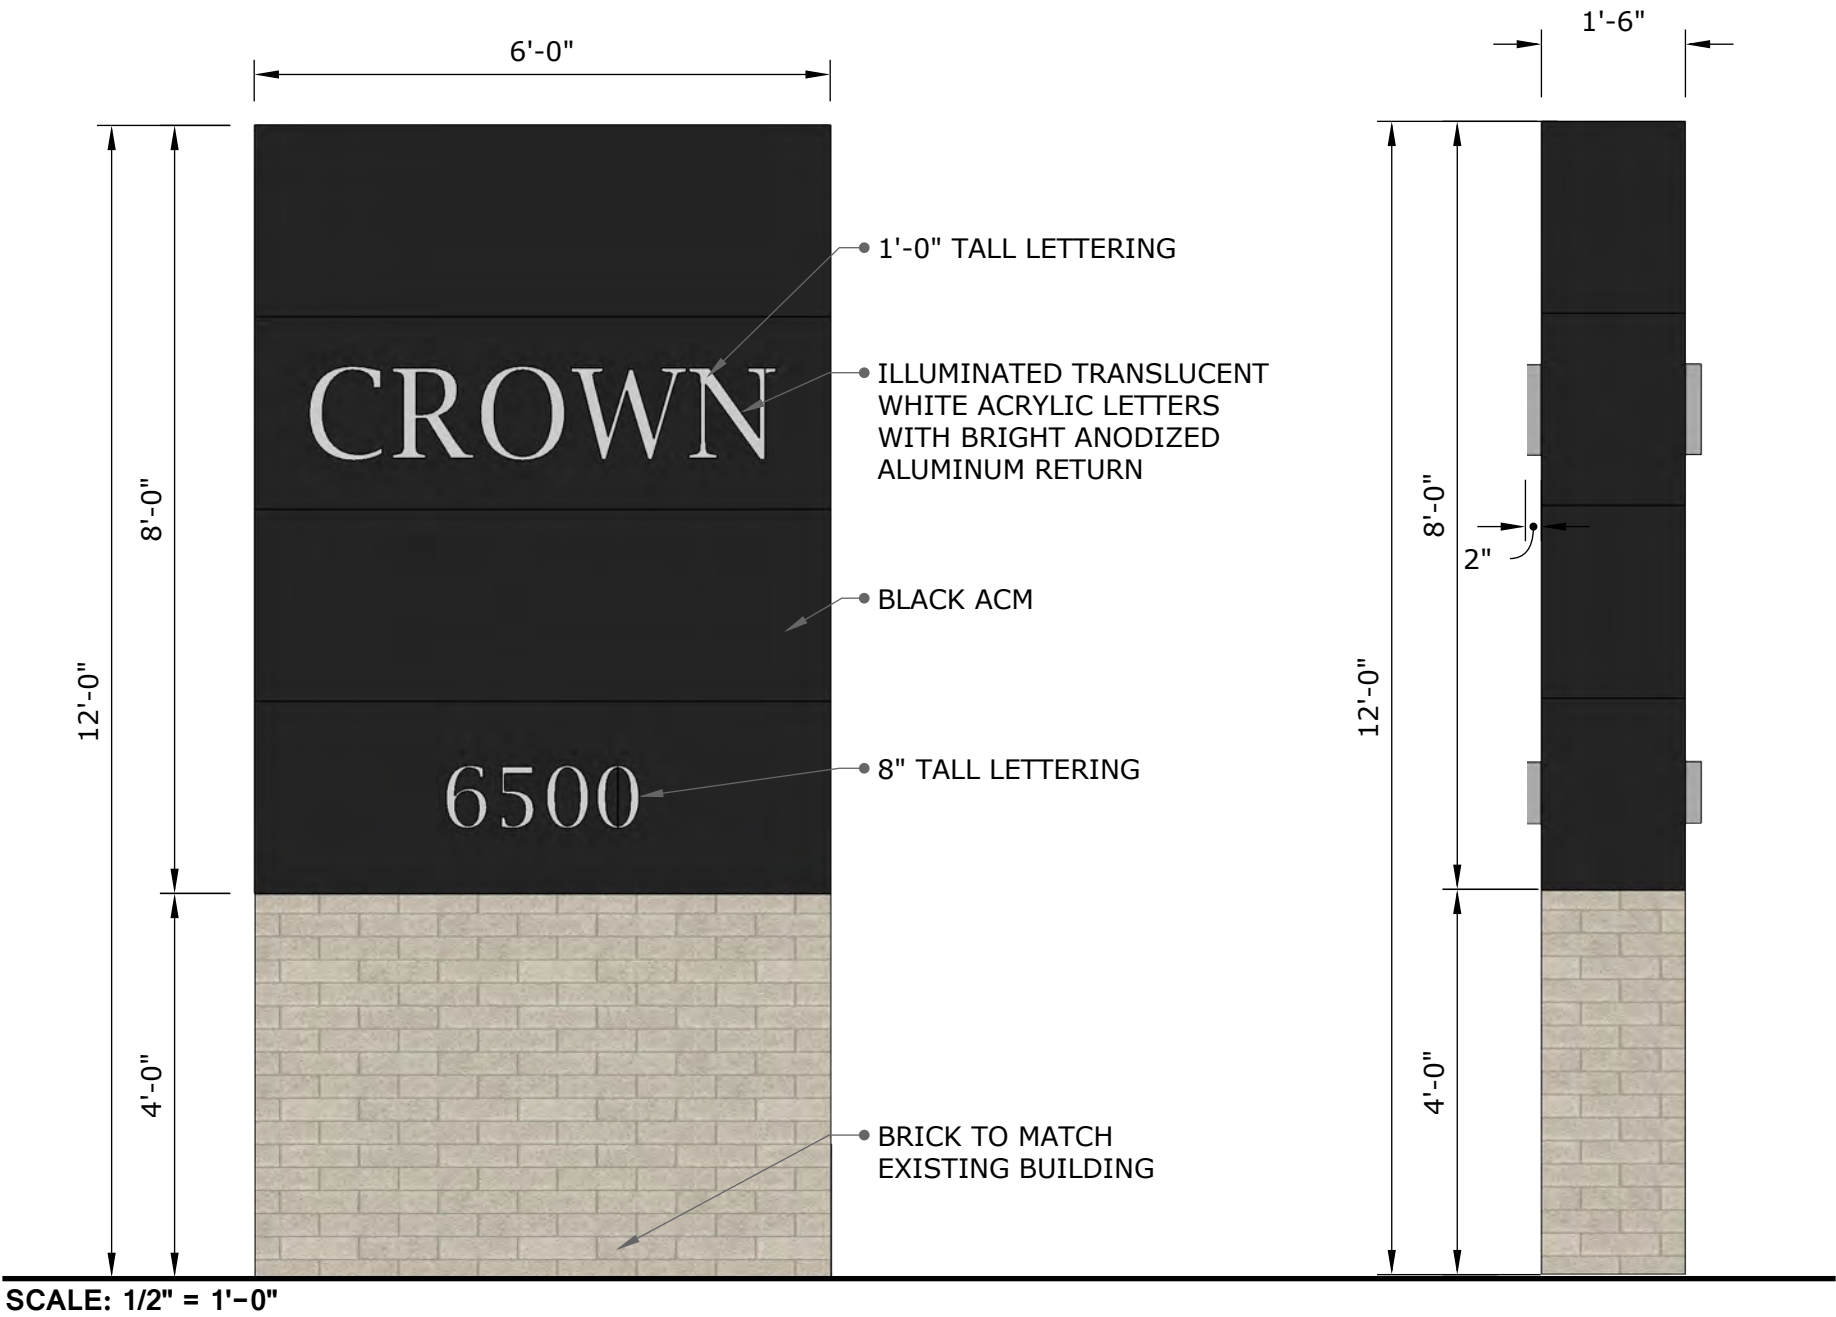 6'-0"
1'-6"
1'-0" TALL LETTERING
CROWN
ILLUMINATED TRANSLUCENT
WHITE ACRYLIC LETTERS
WITH BRIGHT ANODIZED
ALUMINUM RETURN
8'-0"
8'-0"
2"
BLACK ACM
12'-0"
12'-0"
6500
8" TALL LETTERING
4'-0"
4'-0"
BRICK TO MATCH
EXISTING BUILDING
SCALE: 1/2" = 1'-0"